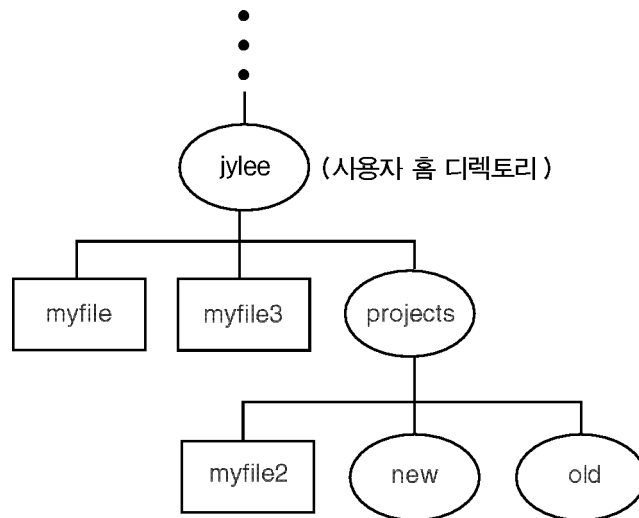 jylee (사용자 홈 디렉토리)
myfile myfile3 projects
myfile2 new old